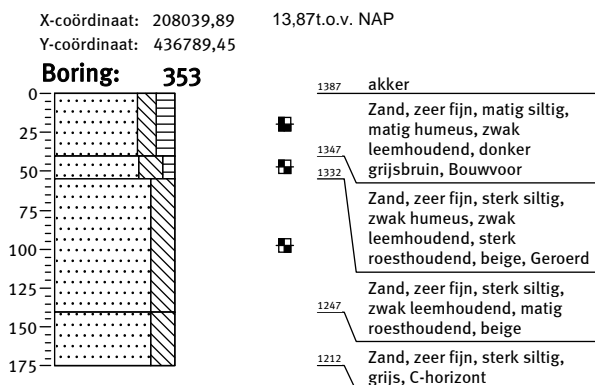 X-coördinaat: 208039,89 13,87t.o.v. NAP
Y-coördinaat: 436789,45
Boring: 353
0
25
50
75
100
125
150
175
1387 akker
Zand, zeer fijn, matig siltig,
matig humeus, zwak
leemhoudend, donker
1347 grijsbruin, Bouwvoor
1332
Zand, zeer fijn, sterk siltig,
zwak humeus, zwak
leemhoudend, sterk
roesthoudend, beige, Geroerd
Zand, zeer fijn, sterk siltig,
zwak leemhoudend, matig
1247 roesthoudend, beige
1212 Zand, zeer fijn, sterk siltig,
grijs, C-horizont